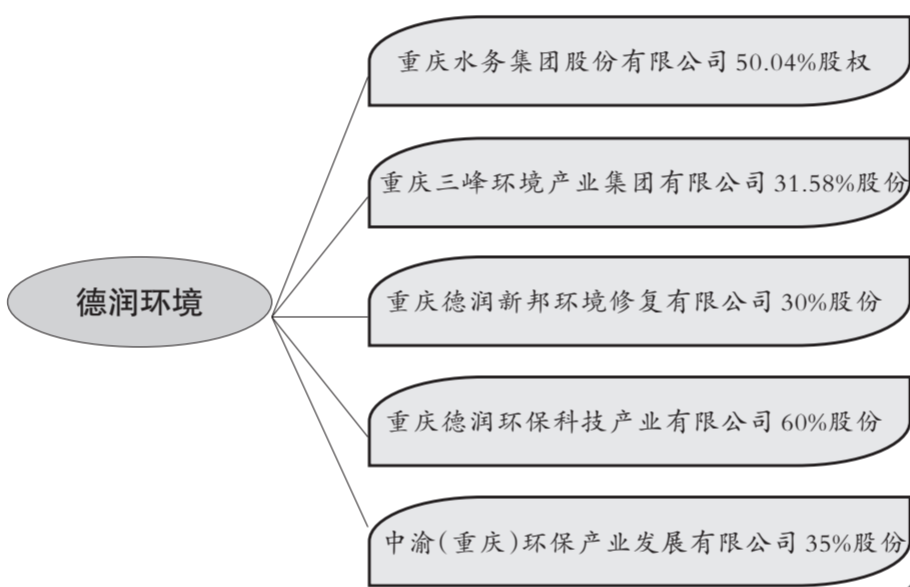 重庆水务集团股份有限公司 50.04%股权
重庆三峰环境产业集团有限公司 31.58%股份
德润环境
重庆德润新邦环境修复有限公司 30%股份
重庆德润环保科技产业有限公司 60%股份
中渝(重庆)环保产业发展有限公司 35%股份